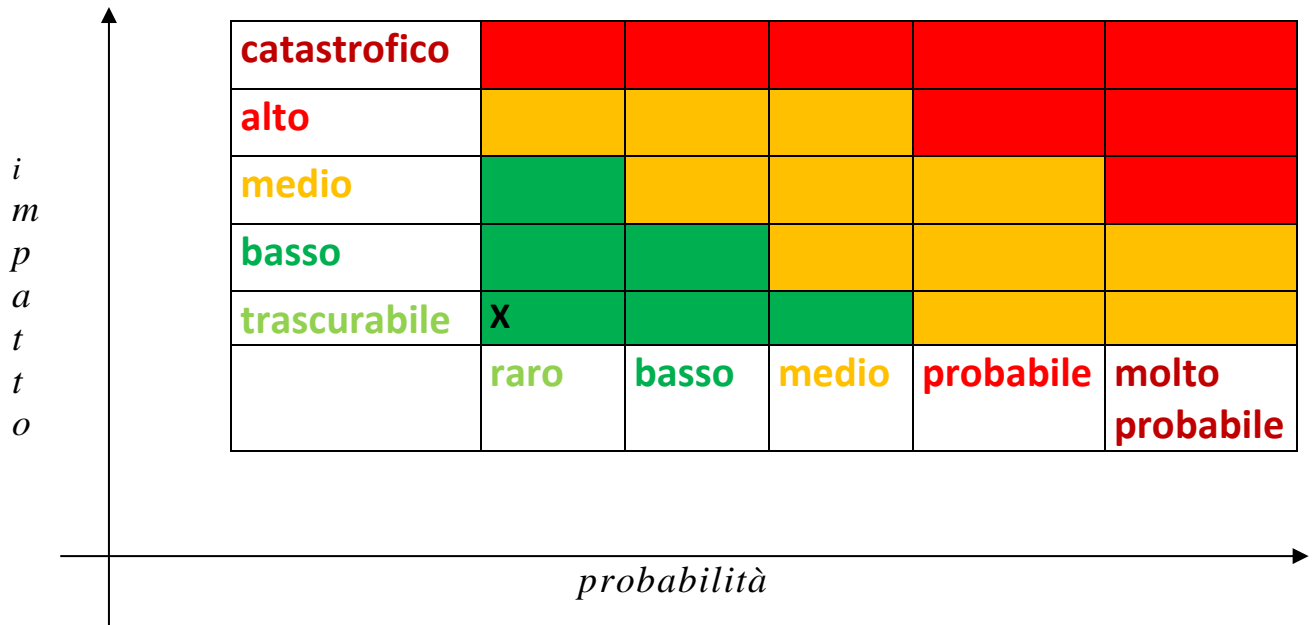 i
m
p
a
t
t
o
catastrofico
alto
medio
basso
trascurabile X
raro basso medio probabile molto
probabile
probabilità